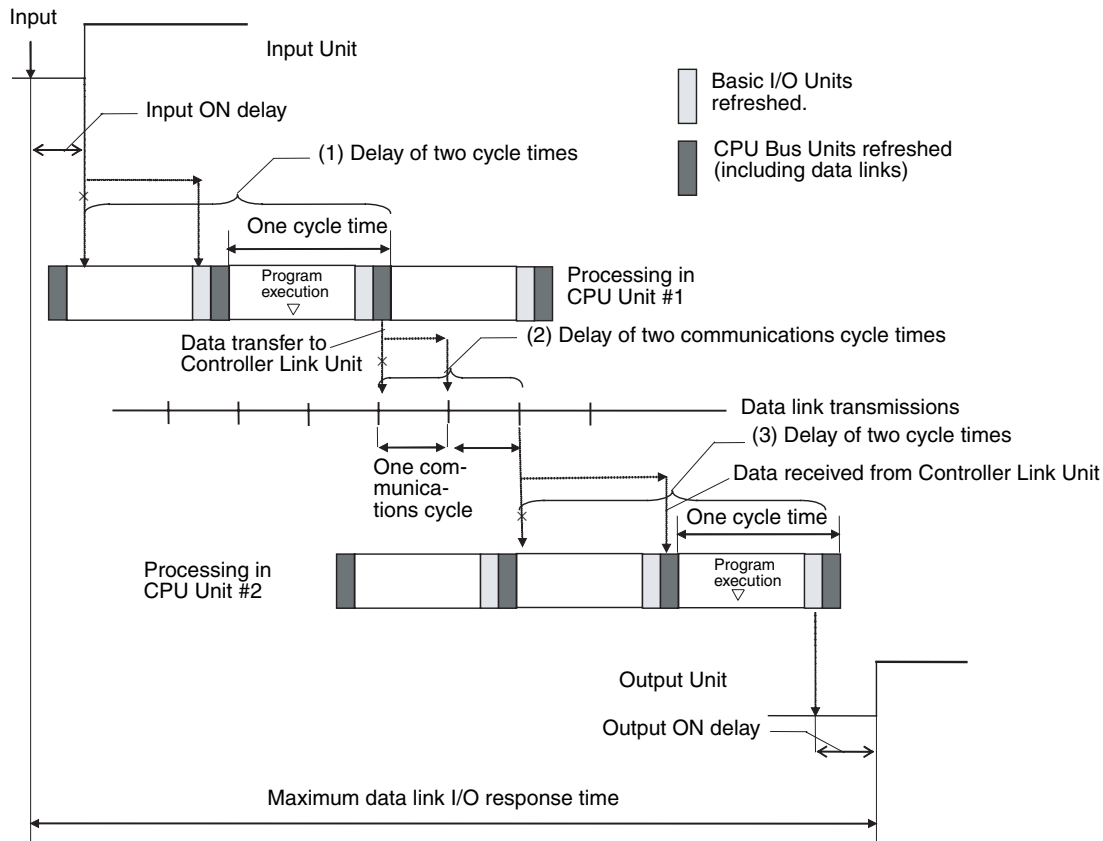 Input
Input Unit
Basic I/O Units
refreshed.
Input ON delay
CPU Bus Units refreshed
(including data links)
(1) Delay of two cycle times
One cycle time
Program
execution
Processing in
CPU Unit #1
Data transfer to
Controller Link Unit
(2) Delay of two communications cycle times
Data link transmissions
(3) Delay of two cycle times
One com-
munica-
tions cycle
Data received from Controller Link Unit
One cycle time
Processing in
CPU Unit #2
Program
execution
Output Unit
Output ON delay
Maximum data link I/O response time